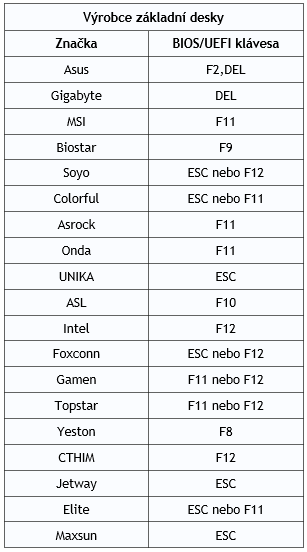 Výrobce základní desky
Značka BIOS/UEFI klávesa
Asus F2,DEL
Gigabyte DEL
MSI F11
Biostar F9
Soyo ESC nebo F12
Colorful ESC nebo F11
Asrock F11
Onda F11
UNIKA ESC
ASL F10
Intel F12
Foxconn ESC nebo F12
Gamen F11 nebo F12
Topstar F11 nebo F12
Yeston F8
CTHIM F12
Jetway ESC
Elite ESC nebo F11
Maxsun ESC